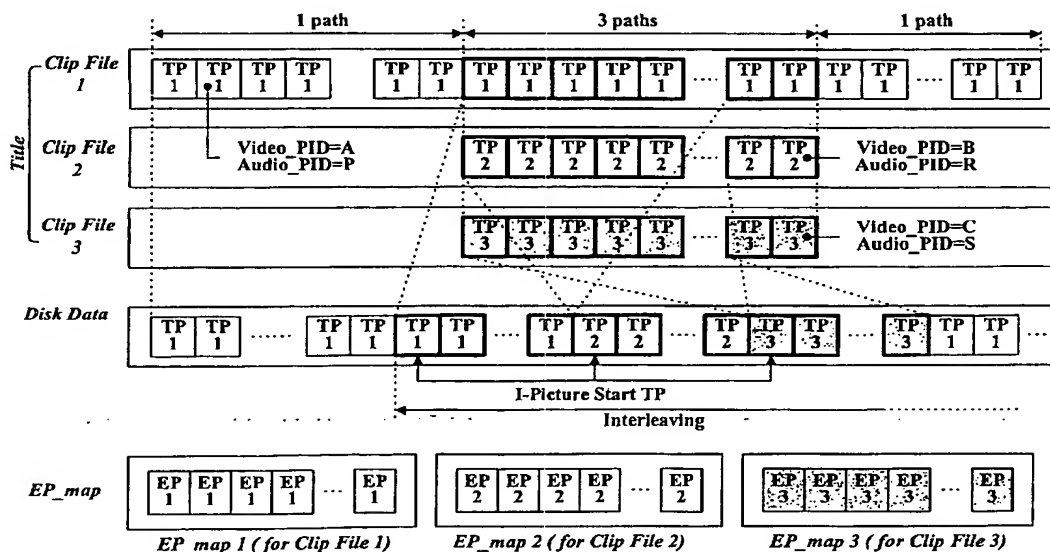 1 path 3 paths 1 path
Title
Clip File 1
TP 1 TP 1 TP 1 TP 1 TP 1 TP 1 TP 1 TP 1 TP 1 TP 1 TP 1 ..... TP 1 TP 1 TP 1 TP 1 ..... TP 1 TP 1
Video_PID=A
Audio_PID=P
Clip File 2
TP 2 TP 2 TP 2 TP 2 TP 2 ..... TP 2 TP 2
Video_PID=B
Audio_PID=R
Clip File 3
TP 3 TP 3 TP 3 TP 3 TP 3 ..... TP 3 TP 3
Video_PID=C
Audio_PID=S
Disk Data
TP 1 TP 1 ..... TP 1 TP 1 TP 1 TP 1 ..... TP 1 TP 2 TP 2 ..... TP 2 TP 3 TP 3 ..... TP 3 TP 1 TP 1 ...
I-Picture Start TP
Interleaving
EP_map
EP 1 EP 1 EP 1 EP 1 ... EP 1
EP 2 EP 2 EP 2 EP 2 ... EP 2
EP 3 EP 3 EP 3 EP 3 ... EP 3
EP_map 1 ( for Clip File 1)
EP_map 2 ( for Clip File 2)
EP_map 3 ( for Clip File 3)